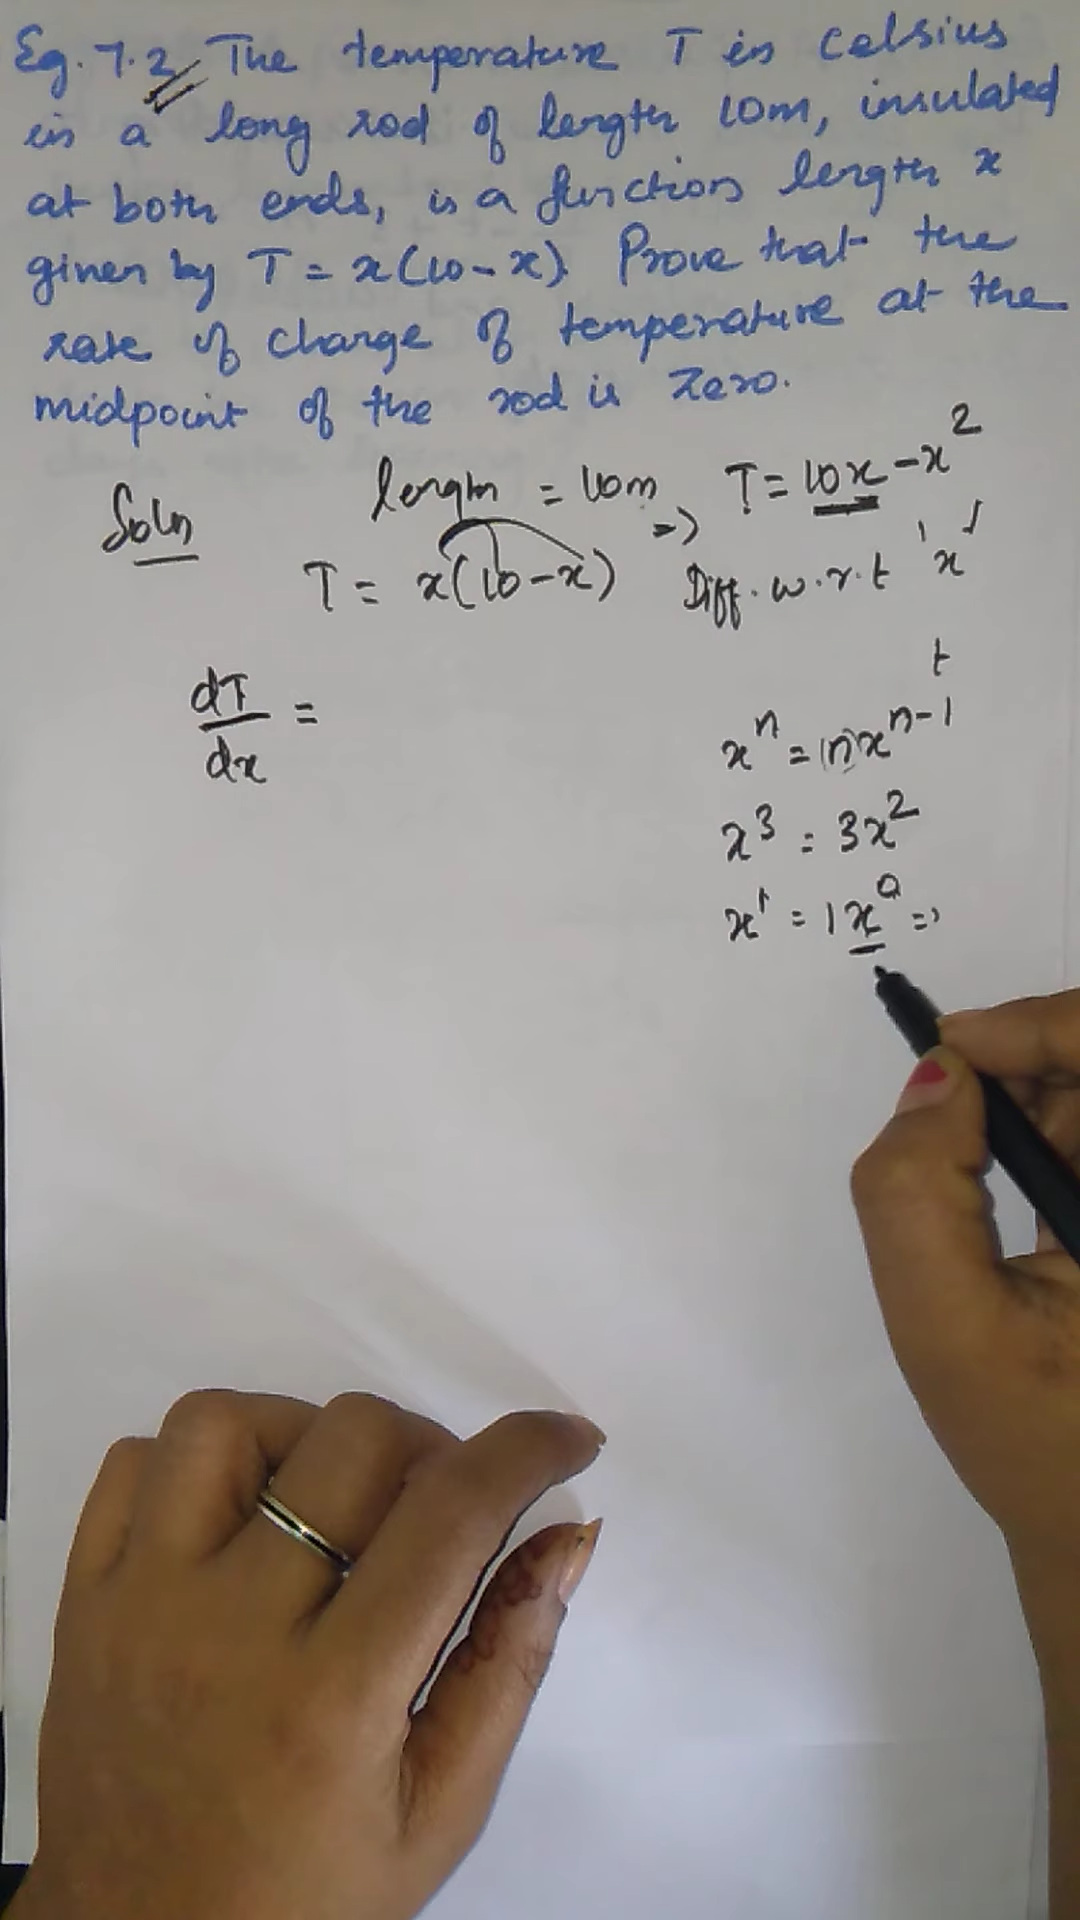 Eg. 7.2 The temperature T in Celsius
in a long rod of length 10m, insulated
at both ends, is a function length x
given by T = x(10-x). Prove that the
rate of change of temperature at the
midpoint of the rod is zero.
Soln length = 10m => T = 10x - x²
T = x(10-x) Diff. w.r.t 'x'
t
dT/dx =
xⁿ = nxⁿ⁻¹
x³ = 3x²
x¹ = 1x⁰ =>